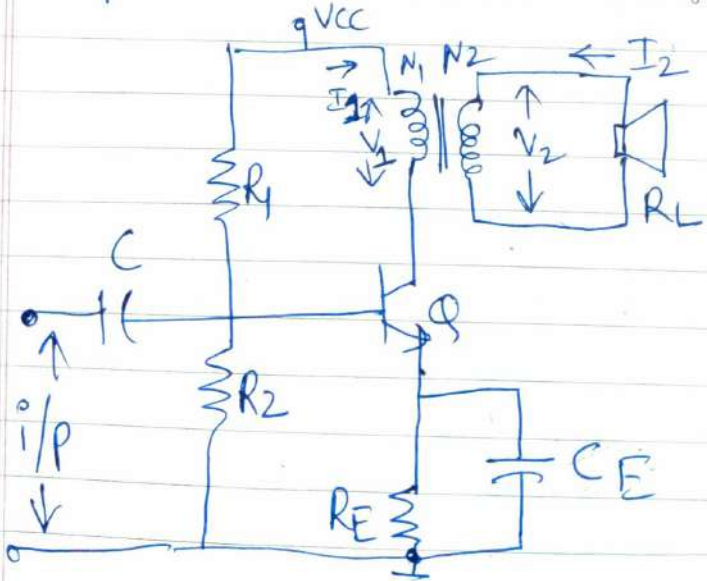 VCC
N1 N2 ← I2
→
I1
V1
V2
R1
RL
C
Q
i/p
R2
CE
RE